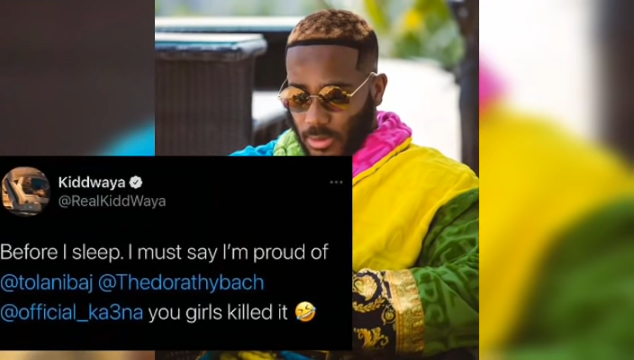 Kiddwaya
@RealKiddWaya
Before I sleep. I must say I'm proud of
@tolanibaj @Thedorathybach
@official_ka3na you girls killed it 🤣